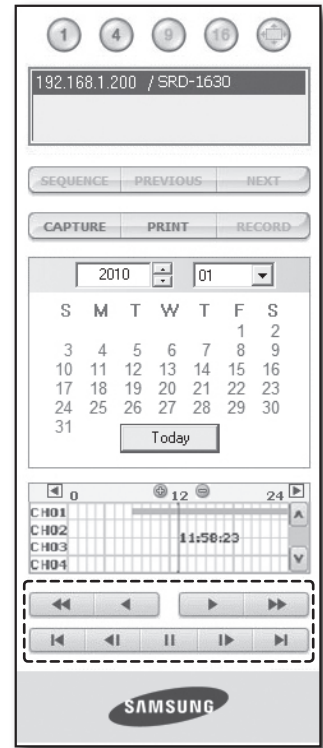 1 4 9 16
192.168.1.200 / SRD-1630
SEQUENCE PREVIOUS NEXT
CAPTURE PRINT RECORD
2010 01
S M T W T F S
1 2
3 4 5 6 7 8 9
10 11 12 13 14 15 16
17 18 19 20 21 22 23
24 25 26 27 28 29 30
31 Today
0 12 24
CH01
CH02
11:58:23
CH03
CH04
SAMSUNG